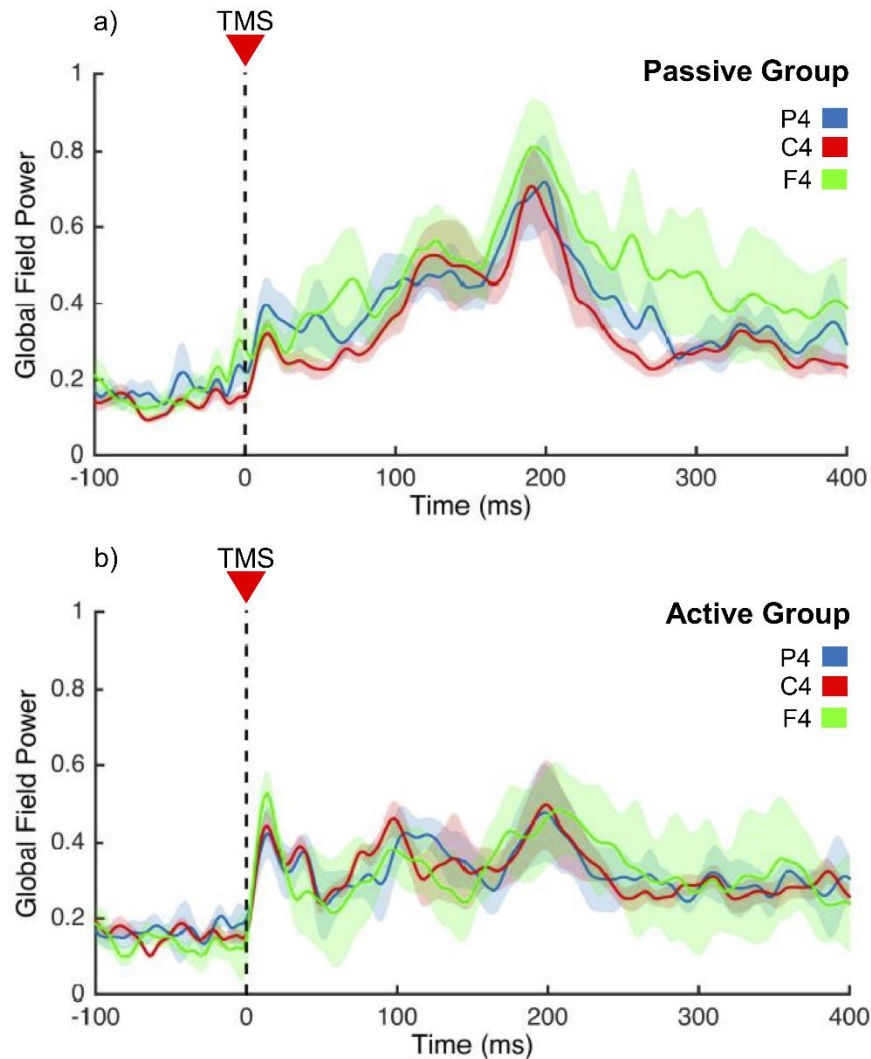 a)
TMS
Passive Group
P4
C4
F4
Global Field Power
1
0.8
0.6
0.4
0.2
0
-100
0
100
200
300
400
Time (ms)
b)
TMS
Active Group
P4
C4
F4
Global Field Power
1
0.8
0.6
0.4
0.2
0
-100
0
100
200
300
400
Time (ms)